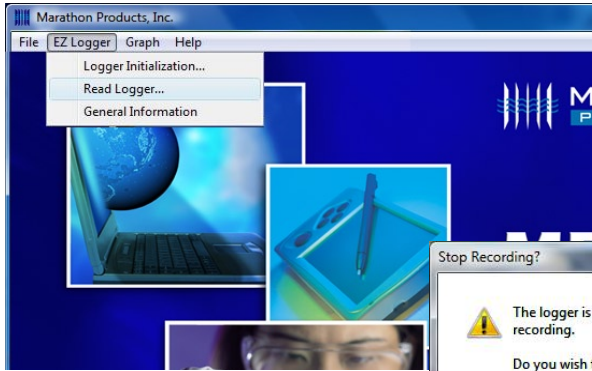 Marathon Products, Inc.
File EZ Logger Graph Help
Logger Initialization...
Read Logger...
General Information
Stop Recording?
The logger is
recording.
Do you wish